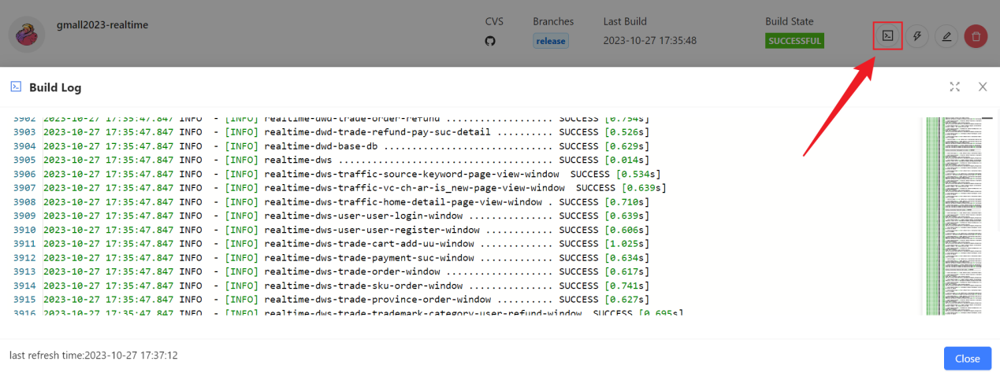 gmall2023-realtime
CVS
Branches
release
Last Build
2023-10-27 17:35:48
Build State
SUCCESSFUL
Build Log
3902 2023-10-27 17:35:47.847 INFO - [INFO] realtime-dwd-trade-order-refund ................... SUCCESS [0.754s]
3903 2023-10-27 17:35:47.847 INFO - [INFO] realtime-dwd-trade-refund-pay-suc-detail .......... SUCCESS [0.526s]
3904 2023-10-27 17:35:47.847 INFO - [INFO] realtime-dwd-base-db .............................. SUCCESS [0.629s]
3905 2023-10-27 17:35:47.847 INFO - [INFO] realtime-dws ...................................... SUCCESS [0.014s]
3906 2023-10-27 17:35:47.847 INFO - [INFO] realtime-dws-traffic-source-keyword-page-view-window SUCCESS [0.534s]
3907 2023-10-27 17:35:47.847 INFO - [INFO] realtime-dws-traffic-vc-ch-ar-is_new-page-view-window SUCCESS [0.639s]
3908 2023-10-27 17:35:47.847 INFO - [INFO] realtime-dws-traffic-home-detail-page-view-window . SUCCESS [0.710s]
3909 2023-10-27 17:35:47.847 INFO - [INFO] realtime-dws-user-user-login-window ............... SUCCESS [0.639s]
3910 2023-10-27 17:35:47.847 INFO - [INFO] realtime-dws-user-user-register-window ............ SUCCESS [0.606s]
3911 2023-10-27 17:35:47.847 INFO - [INFO] realtime-dws-trade-cart-add-uu-window ............. SUCCESS [1.025s]
3912 2023-10-27 17:35:47.847 INFO - [INFO] realtime-dws-trade-payment-suc-window ............. SUCCESS [0.634s]
3913 2023-10-27 17:35:47.847 INFO - [INFO] realtime-dws-trade-order-window ................... SUCCESS [0.617s]
3914 2023-10-27 17:35:47.847 INFO - [INFO] realtime-dws-trade-sku-order-window ............... SUCCESS [0.741s]
3915 2023-10-27 17:35:47.847 INFO - [INFO] realtime-dws-trade-province-order-window .......... SUCCESS [0.627s]
3916 2023-10-27 17:35:47.847 INFO - [INFO] realtime-dws-trade-trademark-category-user-refund-window SUCCESS [0.695s]
last refresh time:2023-10-27 17:37:12
Close